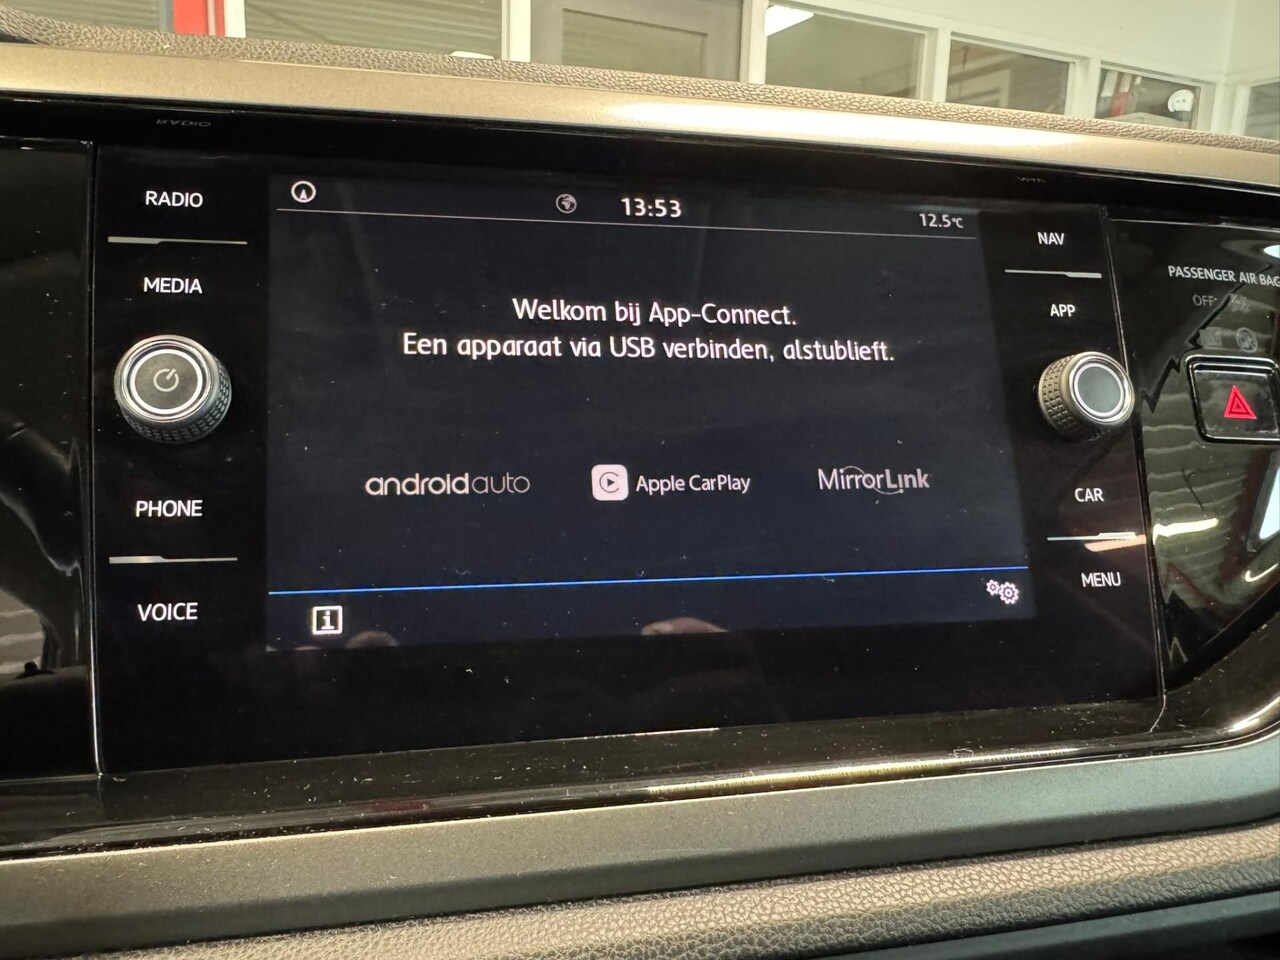 RADIO
MEDIA
PHONE
VOICE
13:53
12.5°C
Welkom bij App-Connect.
Een apparaat via USB verbinden, alstublieft.
androidauto
Apple CarPlay
MirrorLink
i
NAV
APP
CAR
MENU
PASSENGER AIR BAG
OFF: